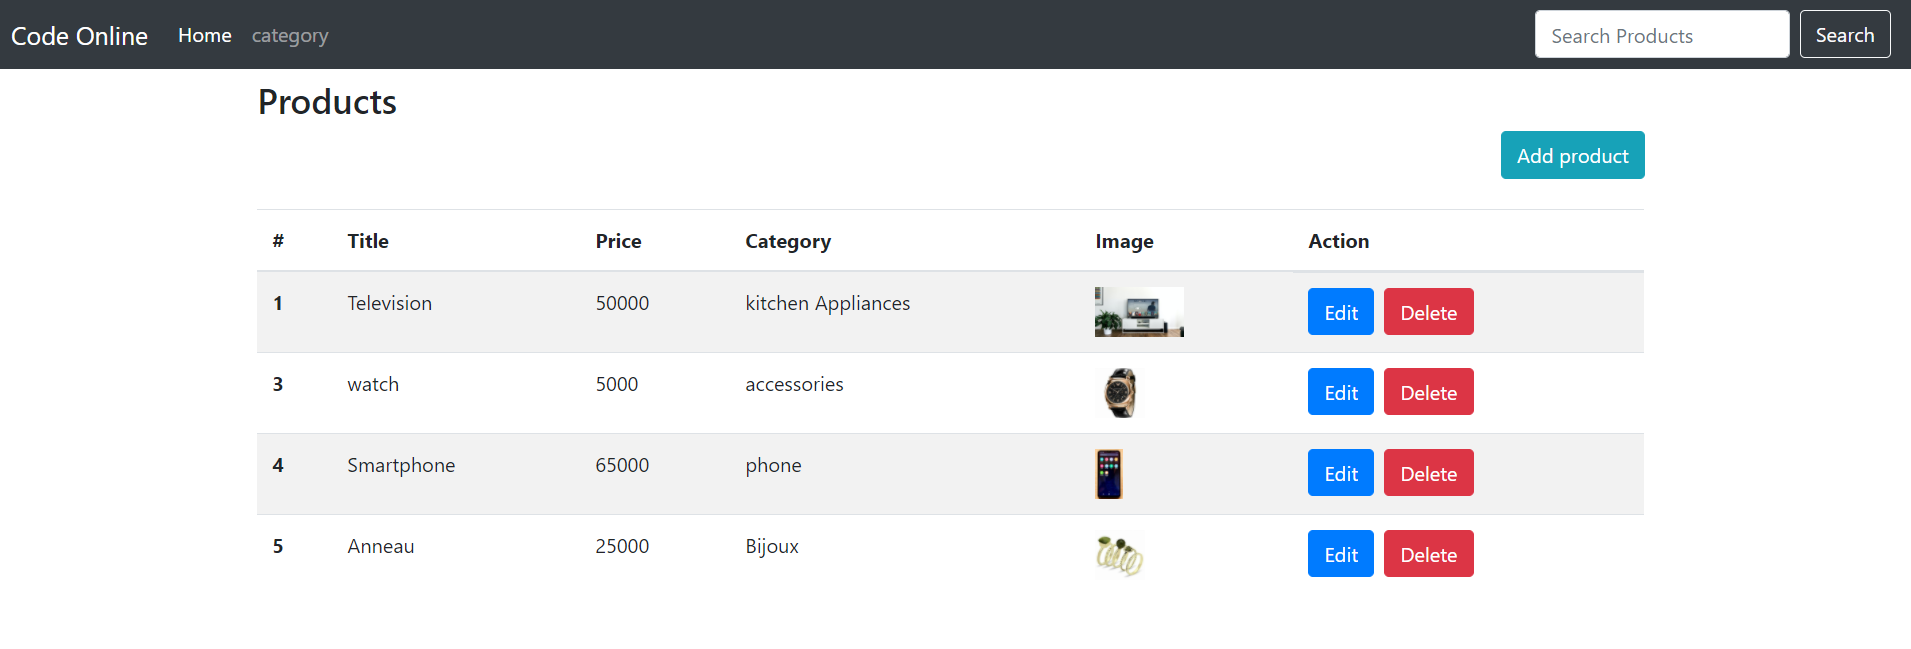 Code Online Home category Search Products Search
Products
Add product
# Title Price Category Image Action
1 Television 50000 kitchen Appliances Edit Delete
3 watch 5000 accessories Edit Delete
4 Smartphone 65000 phone Edit Delete
5 Anneau 25000 Bijoux Edit Delete